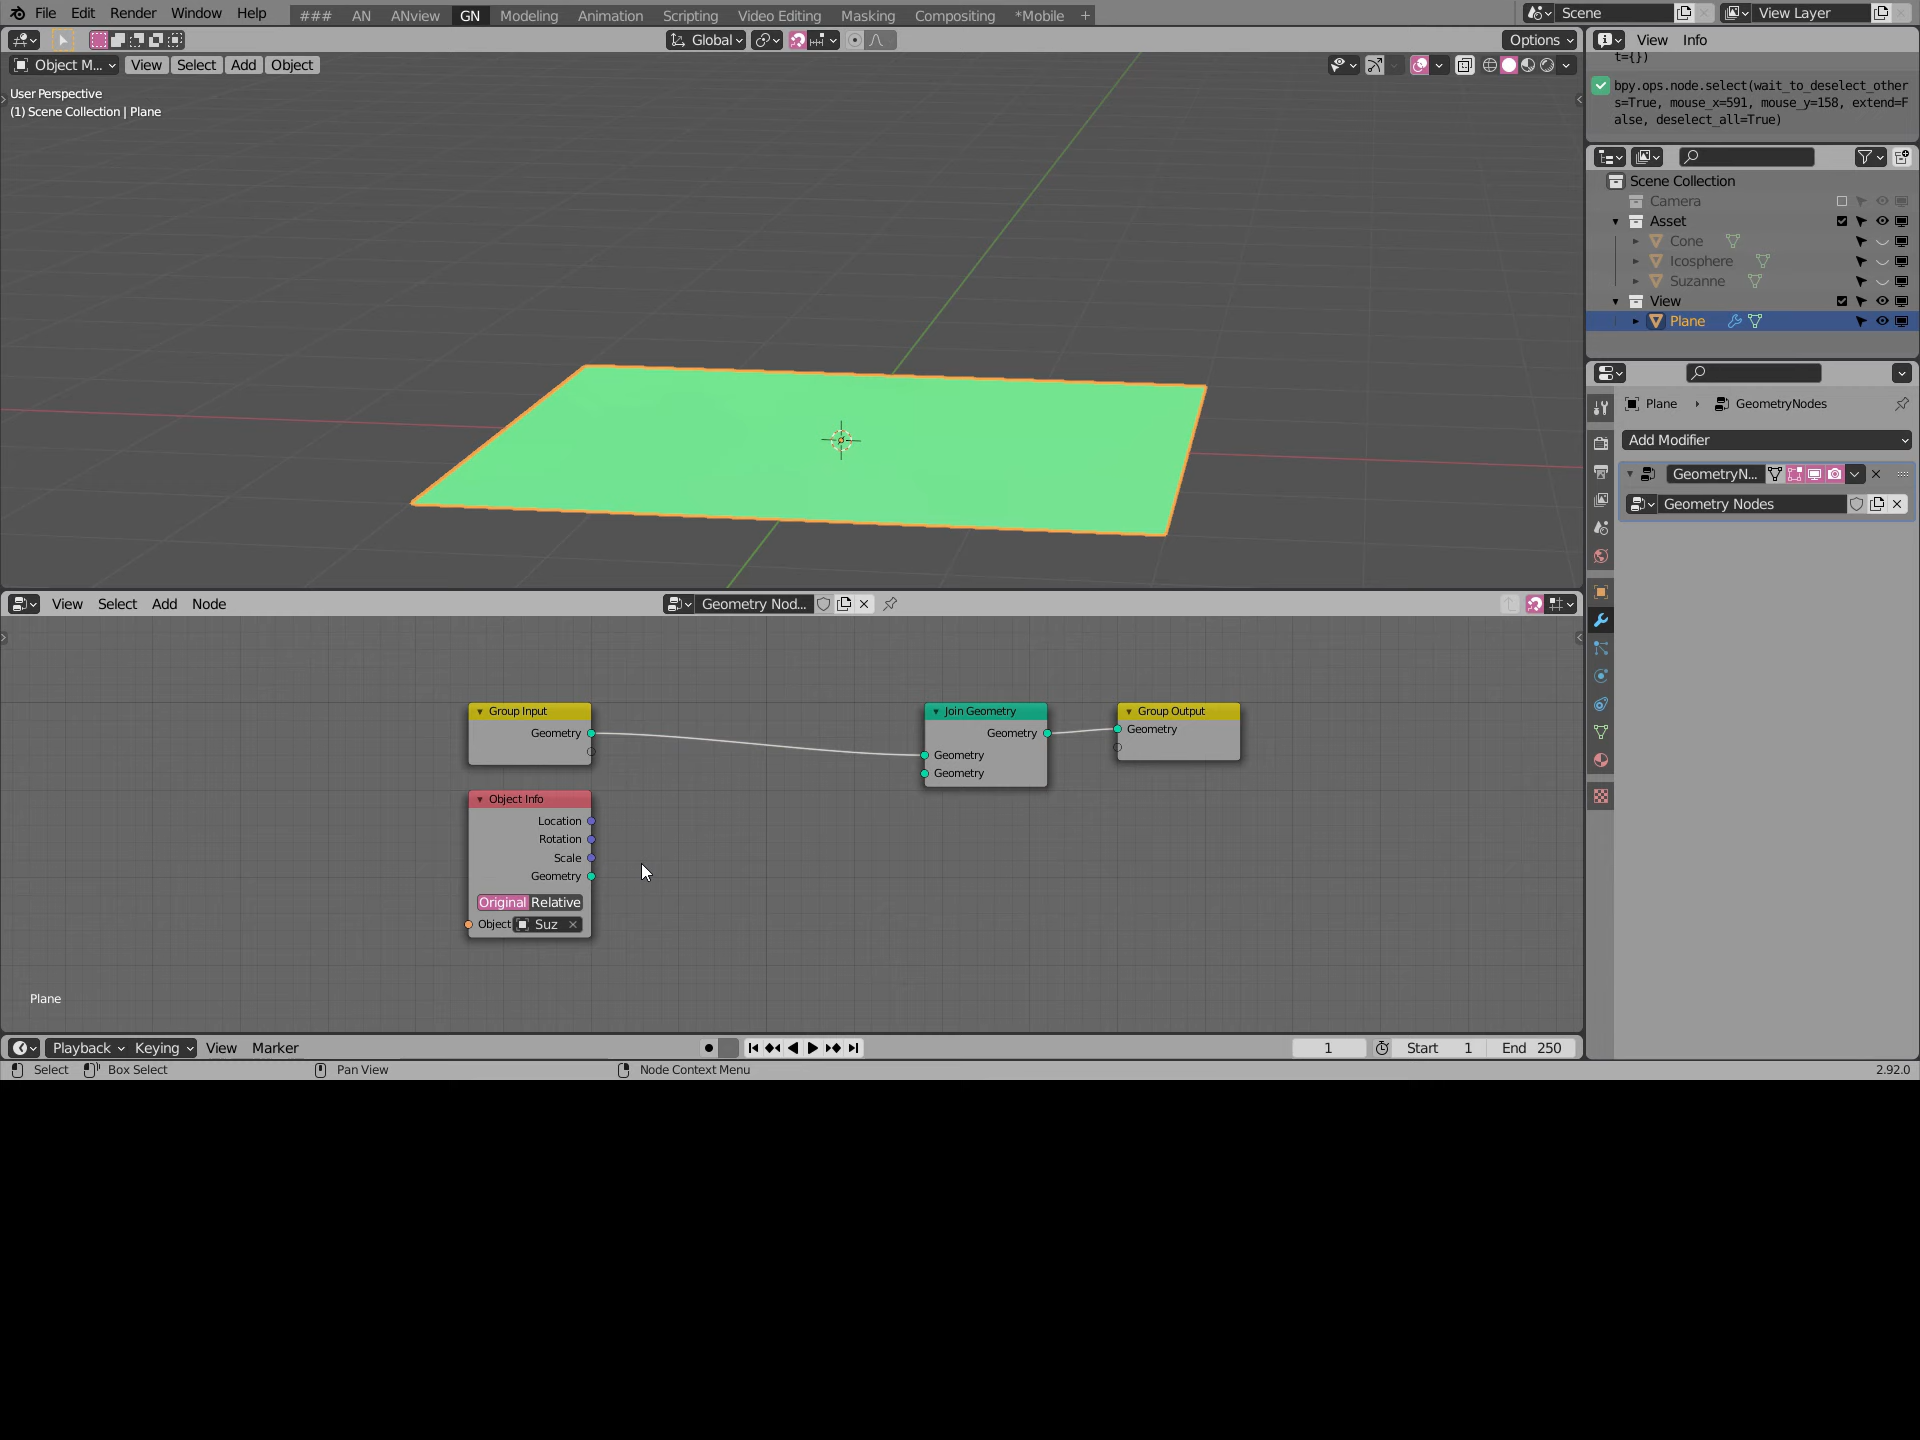 File Edit Render Window Help ### AN ANview GN Modeling Animation Scripting Video Editing Masking Compositing *Mobile + Scene View Layer
Global Options
Object M... View Select Add Object
User Perspective
(1) Scene Collection | Plane
View Info
t={})
bpy.ops.node.select(wait_to_deselect_other
s=True, mouse_x=591, mouse_y=158, extend=F
alse, deselect_all=True)
Scene Collection
Camera
Asset
Cone
Icosphere
Suzanne
View
Plane
Plane GeometryNodes
Add Modifier
GeometryN...
Geometry Nodes
View Select Add Node Geometry Nod...
Group Input
Geometry
Object Info
Location
Rotation
Scale
Geometry
Original Relative
Object Suz
Join Geometry
Geometry
Geometry
Geometry
Group Output
Geometry
Plane
Playback Keying View Marker 1 Start 1 End 250
Select Box Select Pan View Node Context Menu 2.92.0